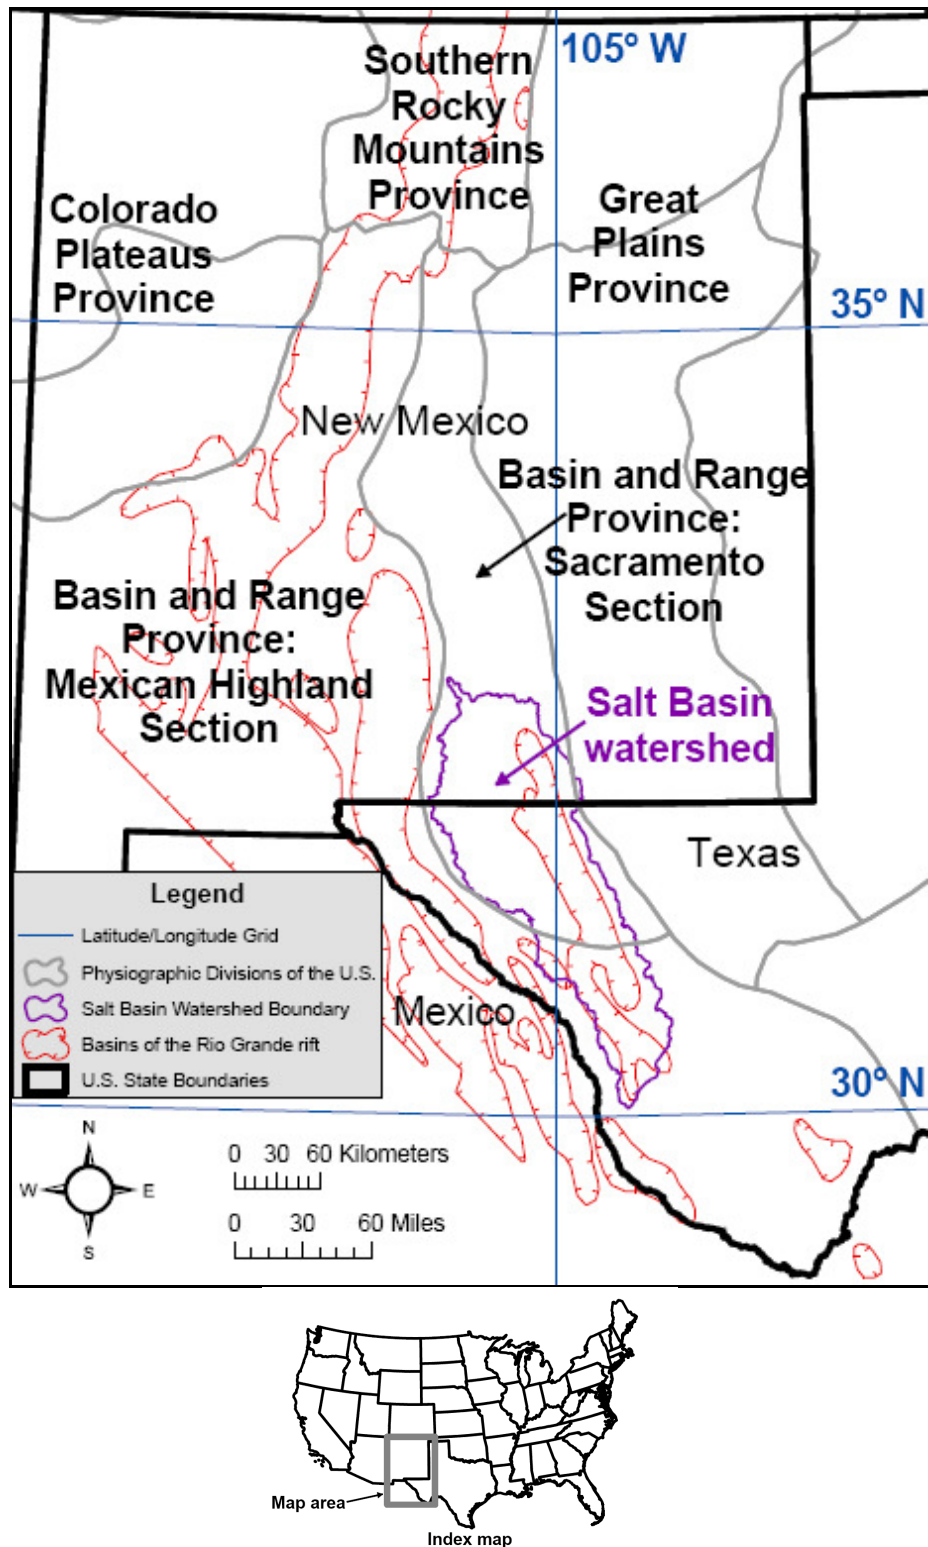 105° W
Southern
Rocky
Mountains
Province
Colorado
Plateaus
Province
Great
Plains
Province
35° N
New Mexico
Basin and Range
Province:
Sacramento
Section
Basin and Range
Province:
Mexican Highland
Section
Salt Basin
watershed
Texas
Mexico
Legend
Latitude/Longitude Grid
Physiographic Divisions of the U.S.
Salt Basin Watershed Boundary
Basins of the Rio Grande rift
U.S. State Boundaries
30° N
N
W E
S
0 30 60 Kilometers
0 30 60 Miles
Map area
Index map